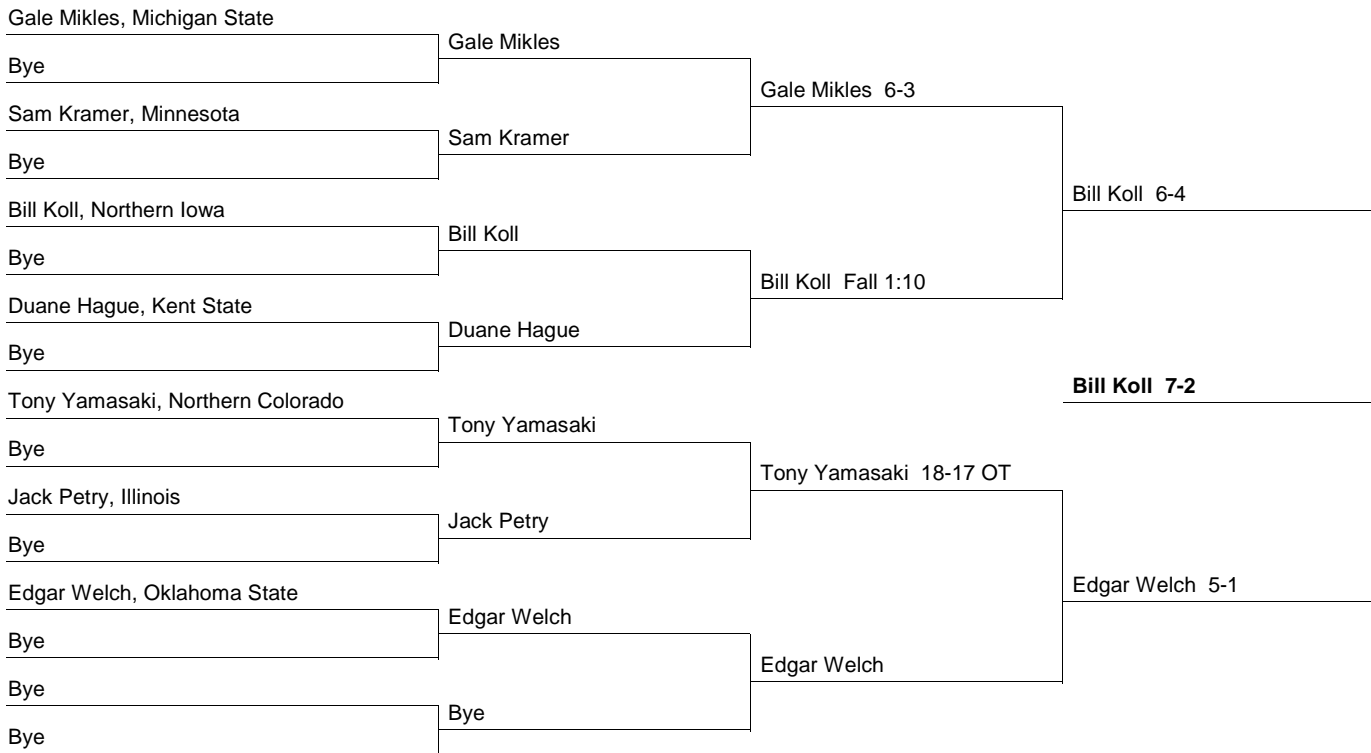 Gale Mikles, Michigan State
Gale Mikles
Bye
Gale Mikles 6-3
Sam Kramer, Minnesota
Sam Kramer
Bye
Bill Koll 6-4
Bill Koll, Northern Iowa
Bill Koll
Bye
Bill Koll Fall 1:10
Duane Hague, Kent State
Duane Hague
Bye
Bill Koll 7-2
Tony Yamasaki, Northern Colorado
Tony Yamasaki
Bye
Tony Yamasaki 18-17 OT
Jack Petry, Illinois
Jack Petry
Bye
Edgar Welch 5-1
Edgar Welch, Oklahoma State
Edgar Welch
Bye
Edgar Welch
Bye
Bye
Bye